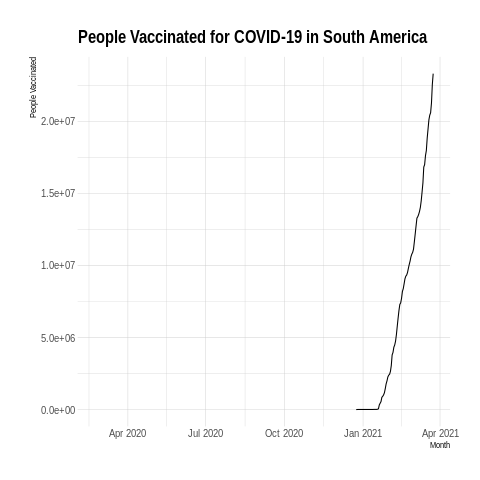 People Vaccinated for COVID-19 in South America
People Vaccinated
2.0e+07
1.5e+07
1.0e+07
5.0e+06
0.0e+00
Apr 2020 Jul 2020 Oct 2020 Jan 2021 Apr 2021
Month